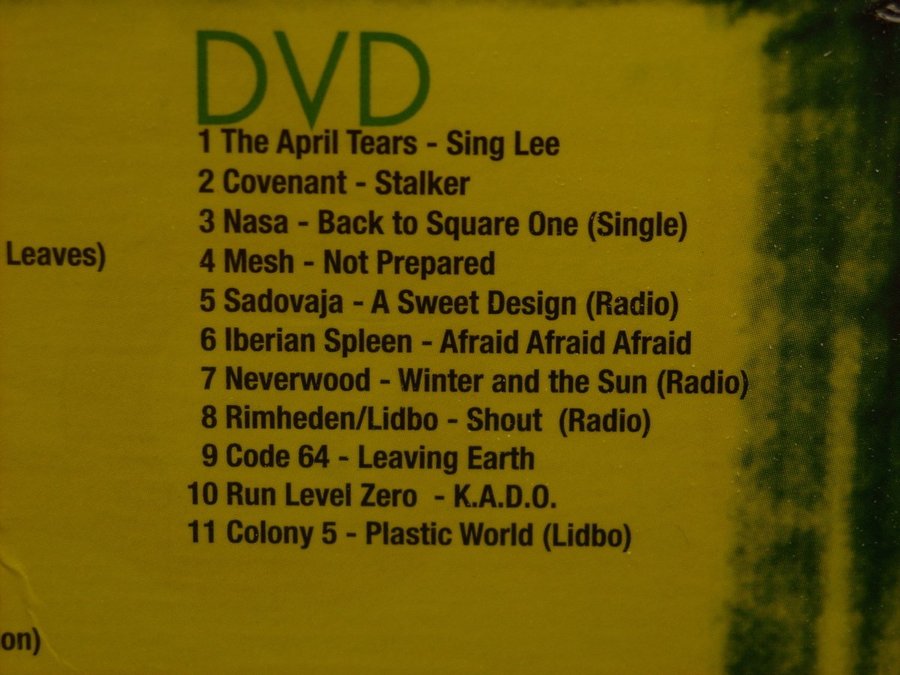 DVD
1 The April Tears - Sing Lee
2 Covenant - Stalker
3 Nasa - Back to Square One (Single)
Leaves)
4 Mesh - Not Prepared
5 Sadovaja - A Sweet Design (Radio)
6 Iberian Spleen - Afraid Afraid Afraid
7 Neverwood - Winter and the Sun (Radio)
8 Rimheden/Lidbo - Shout  (Radio)
9 Code 64 - Leaving Earth
10 Run Level Zero  - K.A.D.O.
11 Colony 5 - Plastic World (Lidbo)
on)